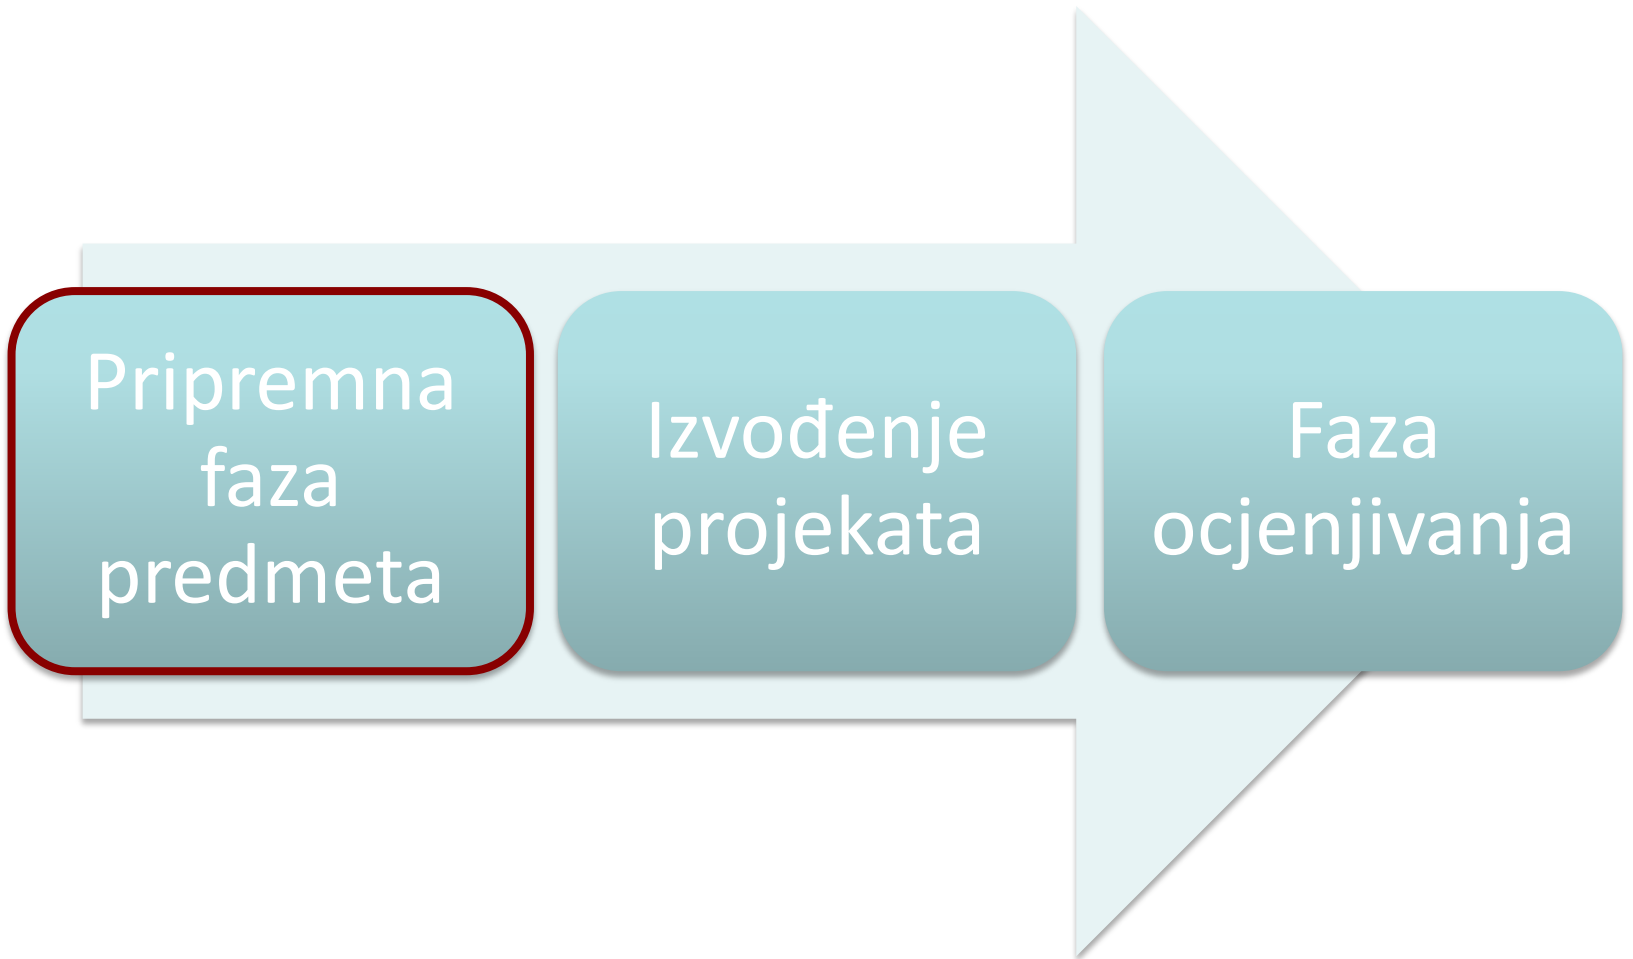 Pripremna
faza
predmeta
Izvođenje
projekata
Faza
ocjenjivanja